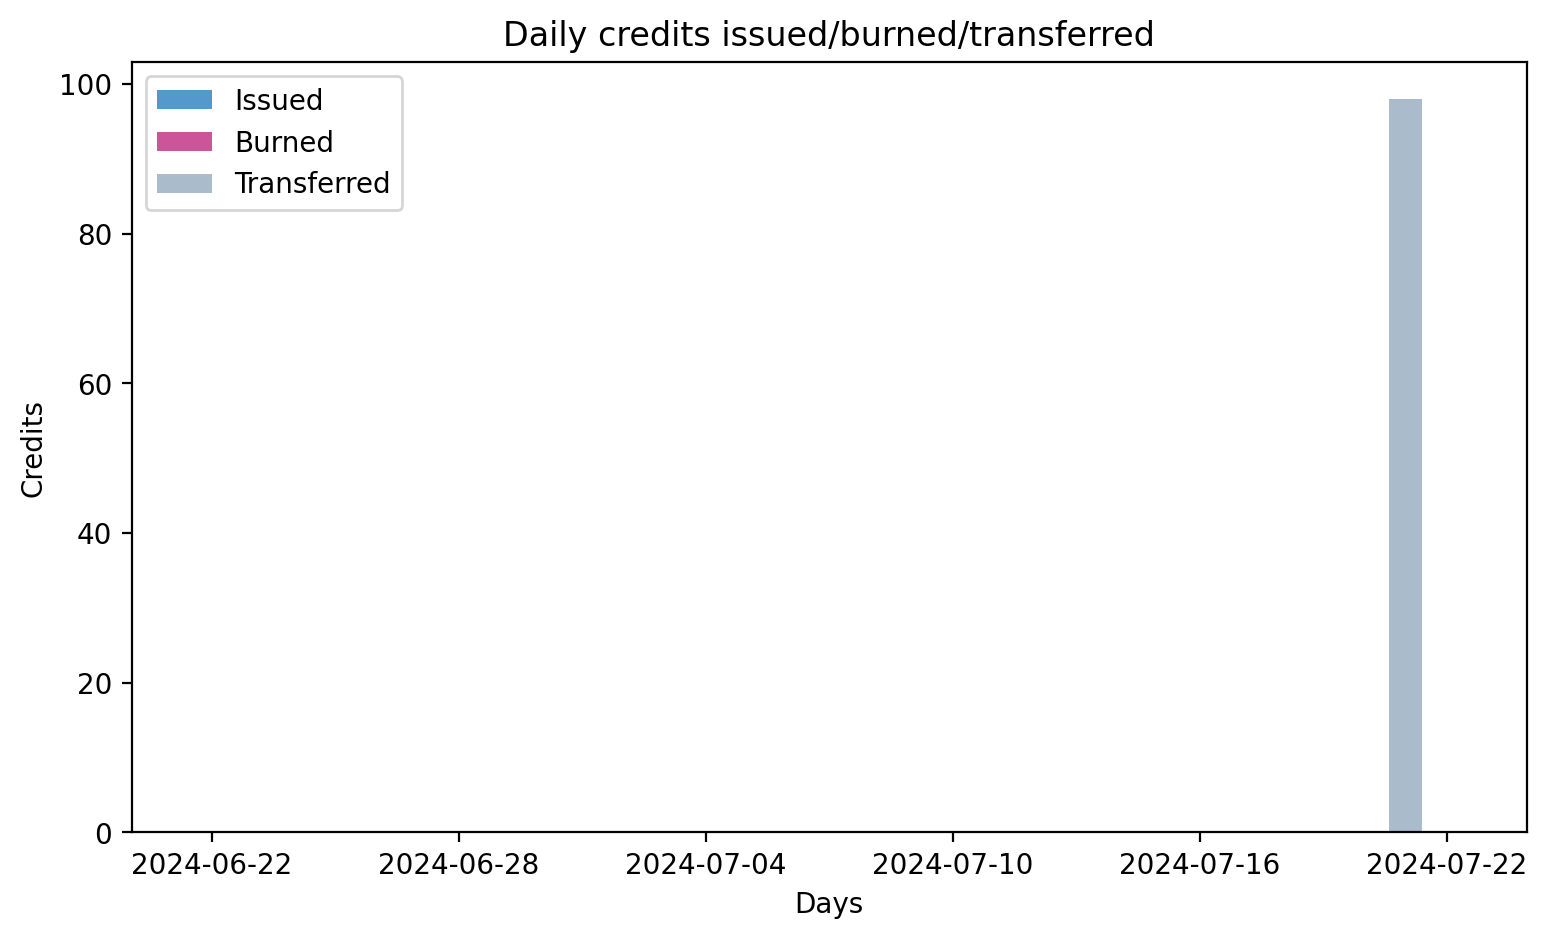 Daily credits issued/burned/transferred
Issued
Burned
Transferred
100
80
60
40
20
0
Credits
2024-06-22
2024-06-28
2024-07-04
2024-07-10
2024-07-16
2024-07-22
Days